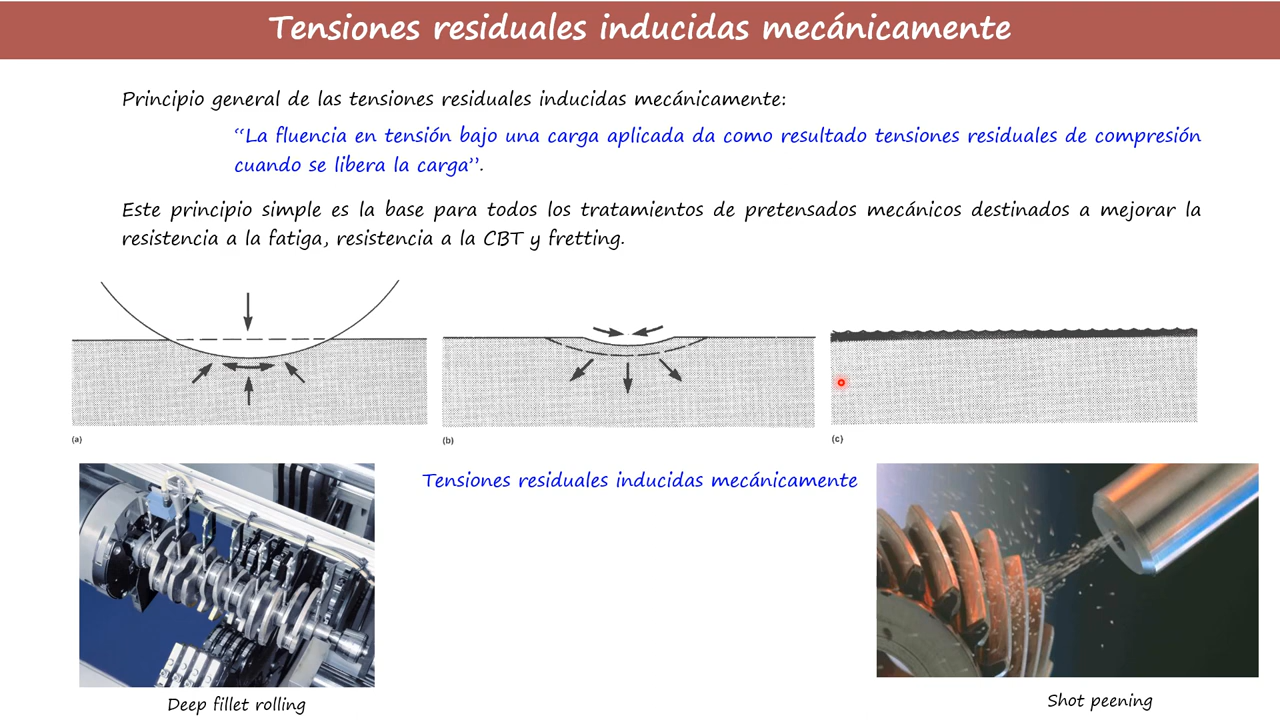 Tensiones residuales inducidas mecánicamente
Principio general de las tensiones residuales inducidas mecánicamente:
“La fluencia en tensión bajo una carga aplicada da como resultado tensiones residuales de compresión
cuando se libera la carga”.
Este principio simple es la base para todos los tratamientos de pretensados mecánicos destinados a mejorar la
resistencia a la fatiga, resistencia a la CBT y fretting.
(a)
(b)
(c)
Tensiones residuales inducidas mecánicamente
Deep fillet rolling
Shot peening